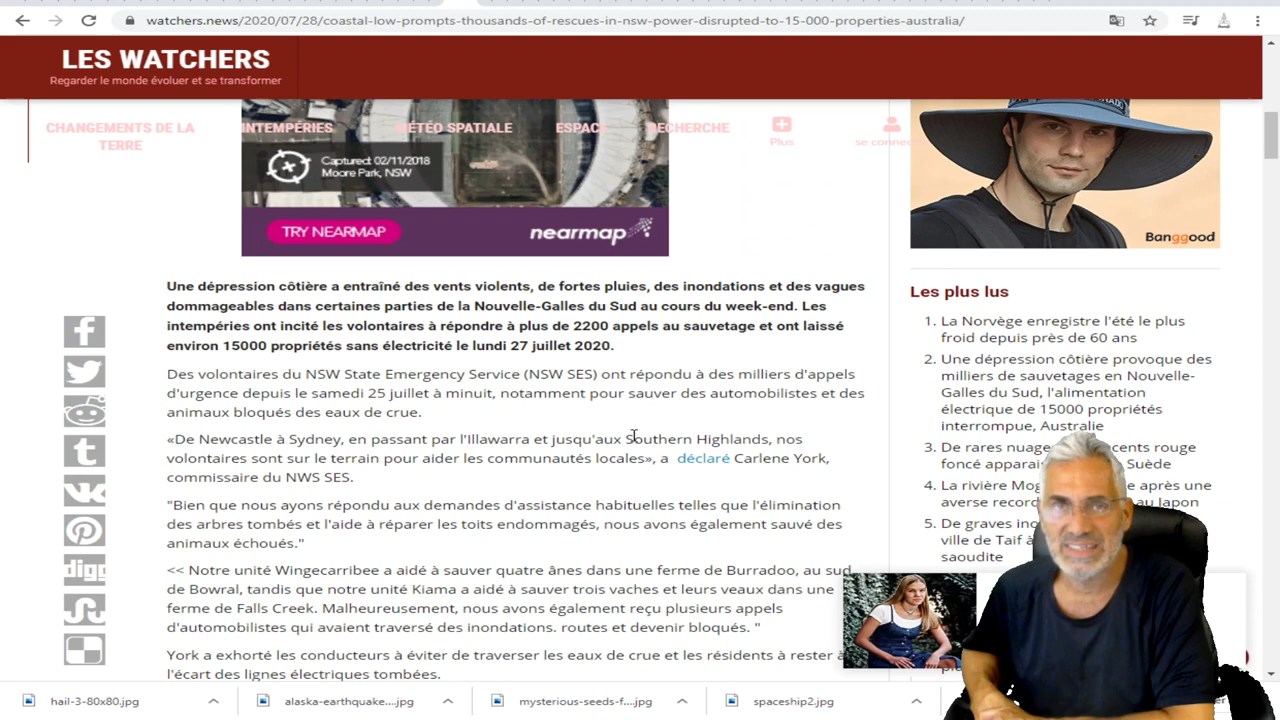 watchers.news/2020/07/28/coastal-low-prompts-thousands-of-rescues-in-nsw-power-disrupted-to-15-000-properties-australia/
LES WATCHERS
Regarder le monde évoluer et se transformer
CHANGEMENTS DE LA
TERRE
INTEMPÉRIES
MÉTÉO SPATIALE
ESPACE
RECHERCHE
Plus
se connec
Captured: 02/11/2018
Moore Park, NSW
TRY NEARMAP
nearmap
Banggood
Une dépression côtière a entraîné des vents violents, de fortes pluies, des inondations et des vagues
dommageables dans certaines parties de la Nouvelle-Galles du Sud au cours du week-end. Les
intempéries ont incité les volontaires à répondre à plus de 2200 appels au sauvetage et ont laissé
environ 15000 propriétés sans électricité le lundi 27 juillet 2020.
Des volontaires du NSW State Emergency Service (NSW SES) ont répondu à des milliers d'appels
d'urgence depuis le samedi 25 juillet à minuit, notamment pour sauver des automobilistes et des
animaux bloqués des eaux de crue.
«De Newcastle à Sydney, en passant par l'Illawarra et jusqu'aux Southern Highlands, nos
volontaires sont sur le terrain pour aider les communautés locales», a déclaré Carlene York,
commissaire du NWS SES.
"Bien que nous ayons répondu aux demandes d'assistance habituelles telles que l'élimination
des arbres tombés et l'aide à réparer les toits endommagés, nous avons également sauvé des
animaux échoués."
<< Notre unité Wingecarribee a aidé à sauver quatre ânes dans une ferme de Burradoo, au sud
de Bowral, tandis que notre unité Kiama a aidé à sauver trois vaches et leurs veaux dans une
ferme de Falls Creek. Malheureusement, nous avons également reçu plusieurs appels
d'automobilistes qui avaient traversé des inondations. routes et devenir bloqués. "
York a exhorté les conducteurs à éviter de traverser les eaux de crue et les résidents à rester à
l'écart des lignes électriques tombées.
Les plus lus
1. La Norvège enregistre l'été le plus
froid depuis près de 60 ans
2. Une dépression côtière provoque des
milliers de sauvetages en Nouvelle-
Galles du Sud, l'alimentation
électrique de 15000 propriétés
interrompue, Australie
3. De rares nuage cents rouge
foncé appara Suède
4. La rivière Mog après une
averse record au Japon
5. De graves ino
ville de Taif à
saoudite
digg
hail-3-80x80.jpg
alaska-earthquake....jpg
mysterious-seeds-f....jpg
spaceship2.jpg